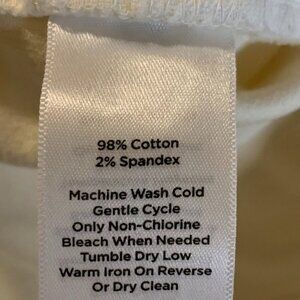 98% Cotton
2% Spandex
Machine Wash Cold
Gentle Cycle
Only Non-Chlorine
Bleach When Needed
Tumble Dry Low
Warm Iron On Reverse
Or Dry Clean